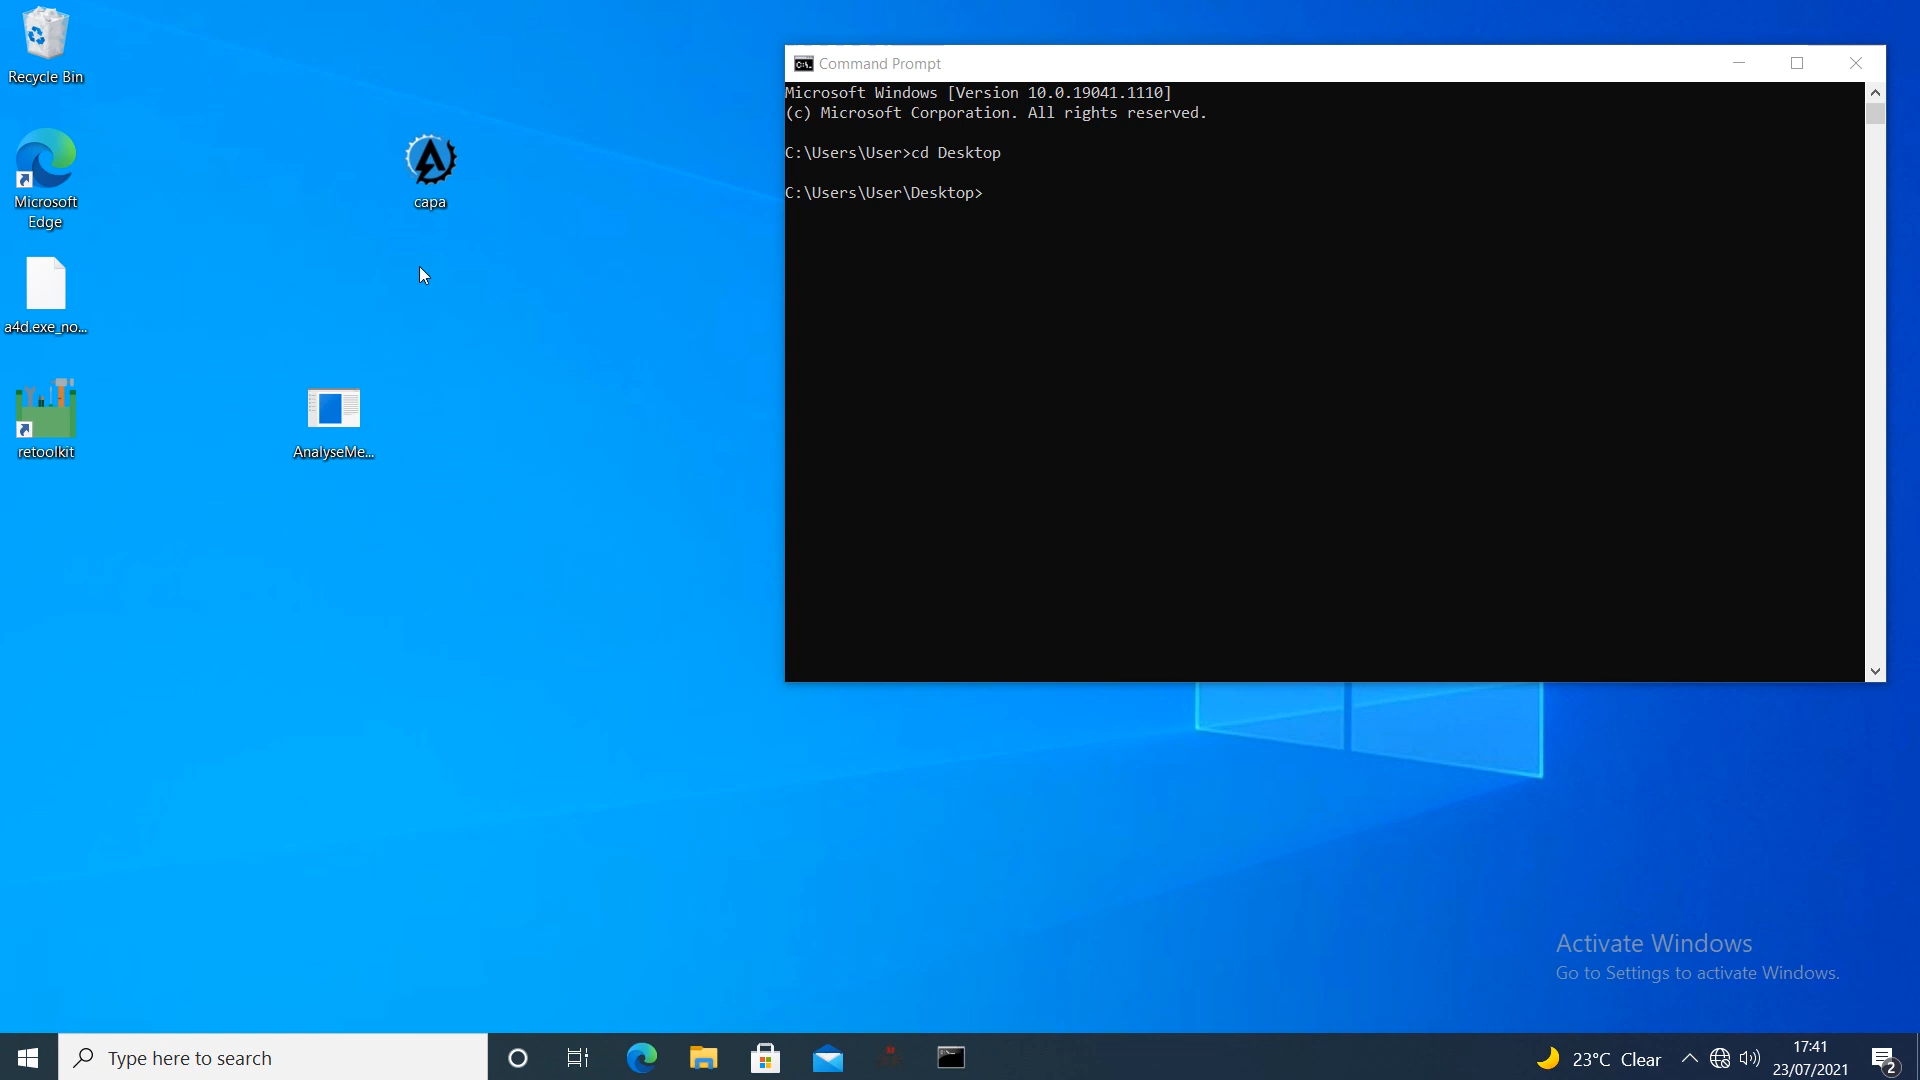 Recycle Bin
Microsoft
Edge
a4d.exe_no...
retoolkit
capa
AnalyseMe...
Command Prompt
Microsoft Windows [Version 10.0.19041.1110]
(c) Microsoft Corporation. All rights reserved.
C:\Users\User>cd Desktop
C:\Users\User\Desktop>
Activate Windows
Go to Settings to activate Windows.
Type here to search
23°C Clear
17:41
23/07/2021
2